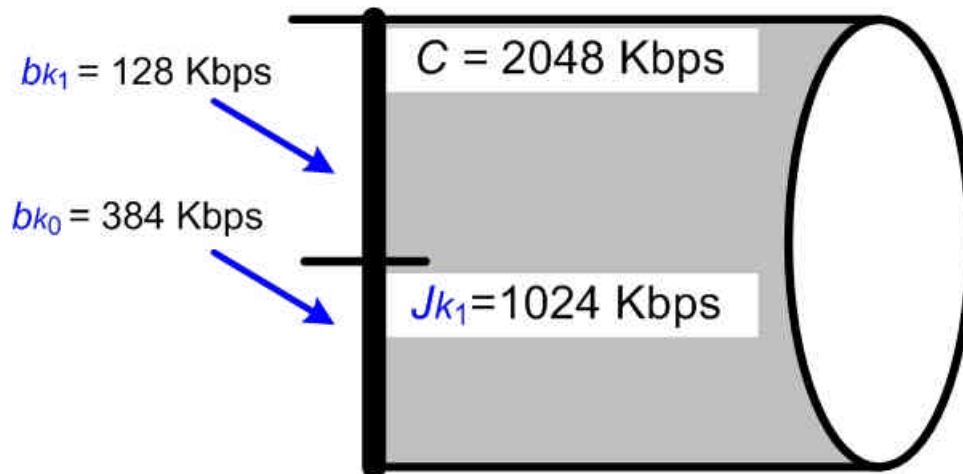 C = 2048 Kbps
bk₁ = 128 Kbps
bk₀ = 384 Kbps
Jk₁=1024 Kbps